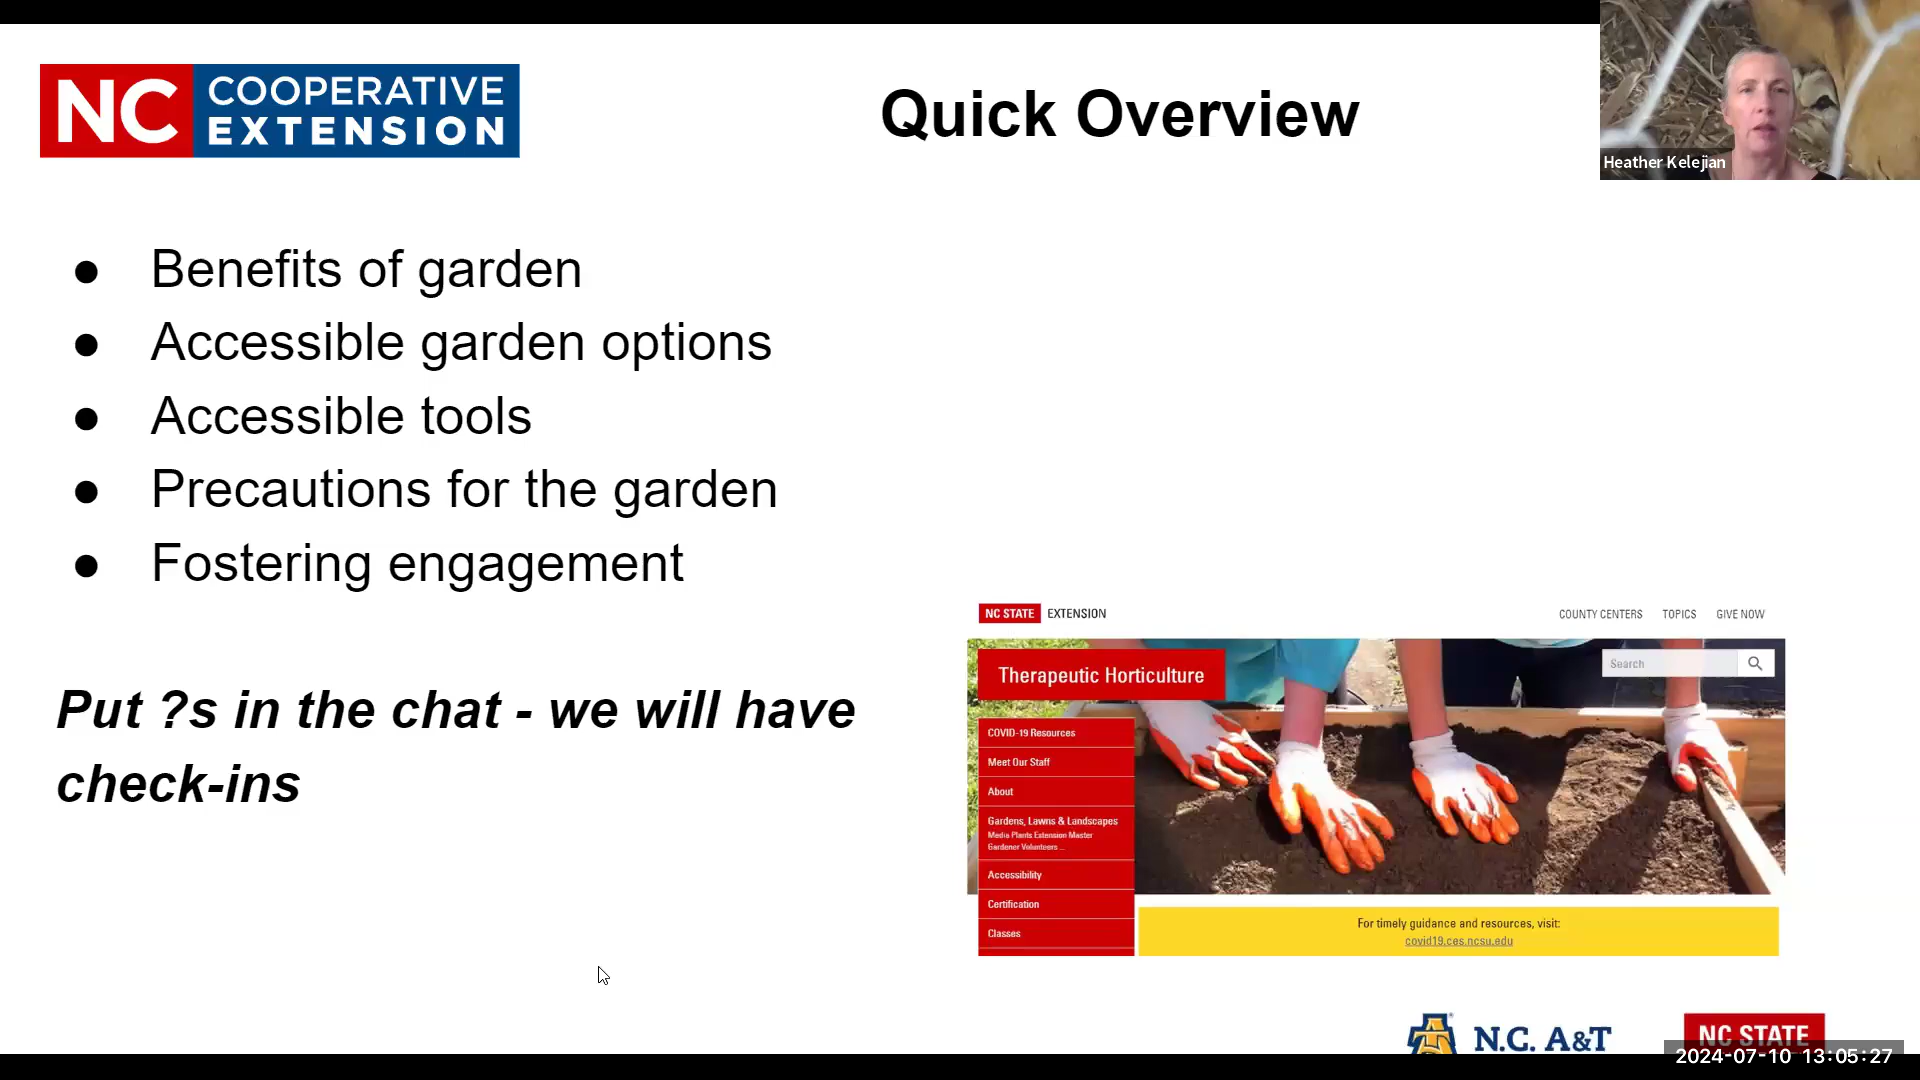 NC COOPERATIVE
EXTENSION
Quick Overview
Heather Kelejian
● Benefits of garden
● Accessible garden options
● Accessible tools
● Precautions for the garden
● Fostering engagement
Put ?s in the chat - we will have
check-ins
NC STATE EXTENSION
COUNTY CENTERS TOPICS GIVE NOW
Therapeutic Horticulture
Search
COVID-19 Resources
Meet Our Staff
About
Gardens, Lawns & Landscapes
Media Plants Extension Master
Gardener Volunteers ...
Accessibility
Certification
Classes
For timely guidance and resources, visit:
covid19.ces.ncsu.edu
N.C. A&T
NC STATE
2024-07-10 13:05:27